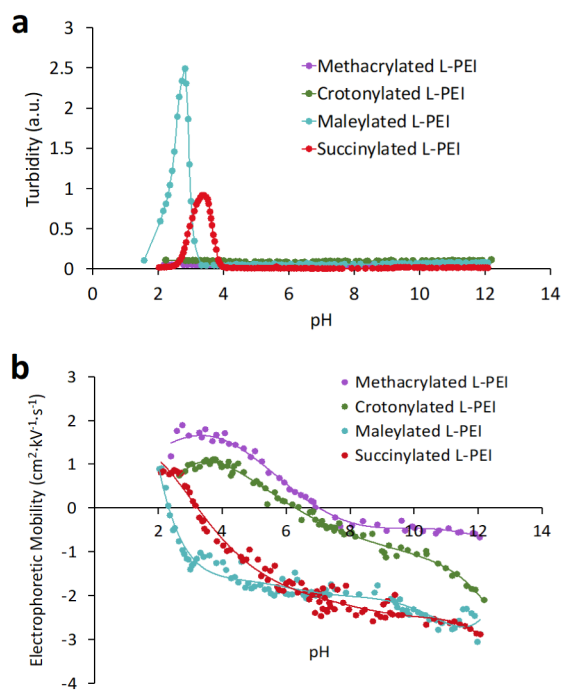 a
3
2.5
2
1.5
1
0.5
0
Turbidity (a.u.)
Methacrylated L-PEI
Crotonylated L-PEI
Maleylated L-PEI
Succinylated L-PEI
0 2 4 6 8 10 12 14
pH
b
3
2
1
0
-1
-2
-3
-4
Electrophoretic Mobility (cm²·kV⁻¹·s⁻¹)
Methacrylated L-PEI
Crotonylated L-PEI
Maleylated L-PEI
Succinylated L-PEI
2 4 6 8 10 12 14
pH